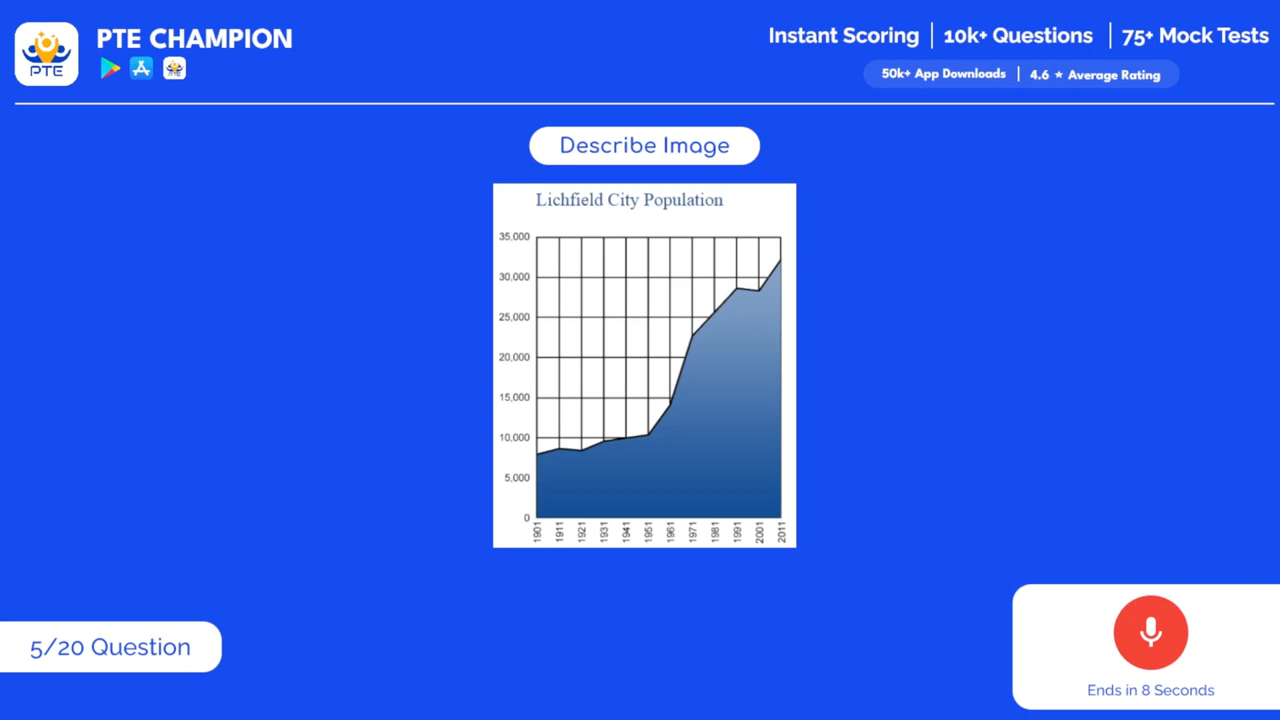 PTE CHAMPION
PTE
Instant Scoring | 10k+ Questions | 75+ Mock Tests
50k+ App Downloads | 4.6 ★ Average Rating
Describe Image
Lichfield City Population
35,000
30,000
25,000
20,000
15,000
10,000
5,000
0
1901 1911 1921 1931 1941 1951 1961 1971 1981 1991 2001 2011
5/20 Question
Ends in 8 Seconds